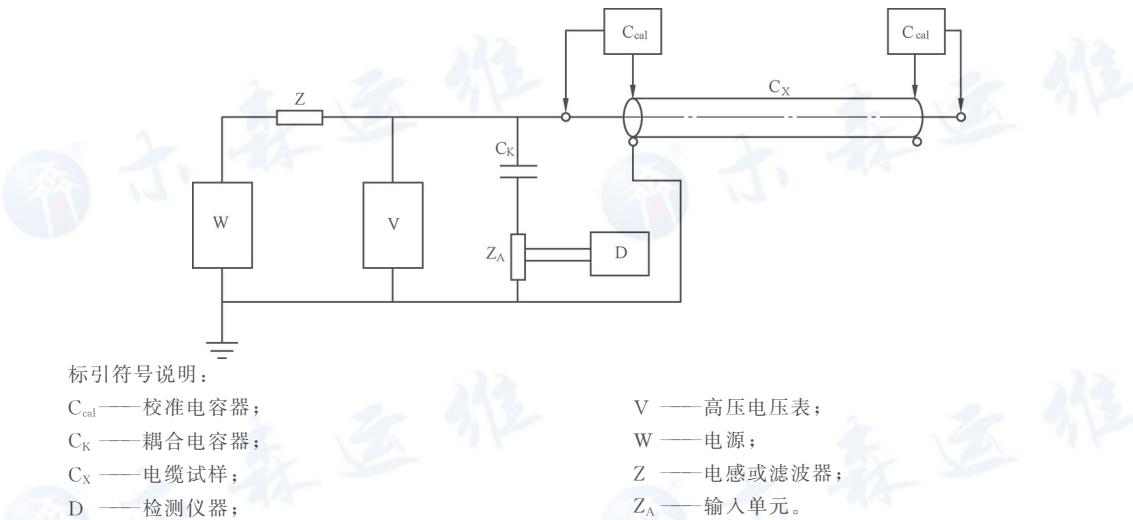 C_cal
C_cal
C_X
Z
C_K
W
V
Z_A
D
标引符号说明：
C_cal——校准电容器；
C_K——耦合电容器；
C_X——电缆试样；
D——检测仪器；
V——高压电压表；
W——电源；
Z——电感或滤波器；
Z_A——输入单元。